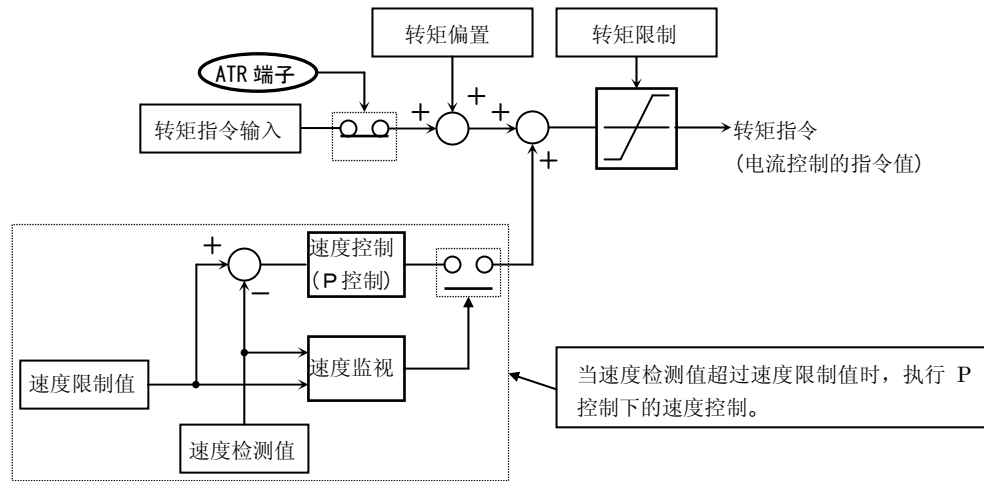 转矩偏置
转矩限制
ATR 端子
转矩指令输入
+
+
+
+
转矩指令
(电流控制的指令值)
+
−
速度控制
(P 控制)
速度监视
速度限制值
速度检测值
当速度检测值超过速度限制值时，执行 P
控制下的速度控制。